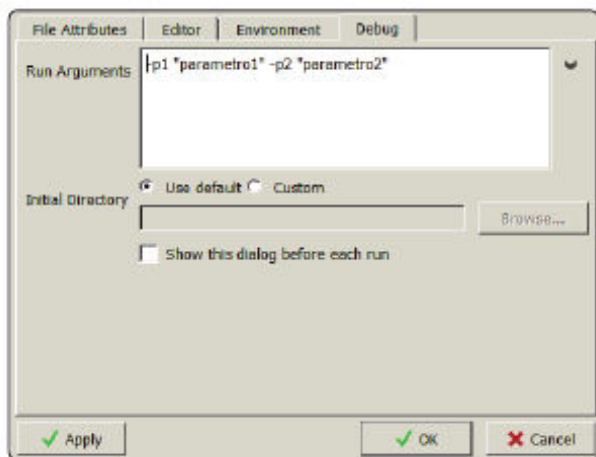 File Attributes Editor Environment Debug
Run Arguments -p1 "parametro1" -p2 "parametro2"
Use default Custom
Initial Directory
Browse...
Show this dialog before each run
Apply OK Cancel